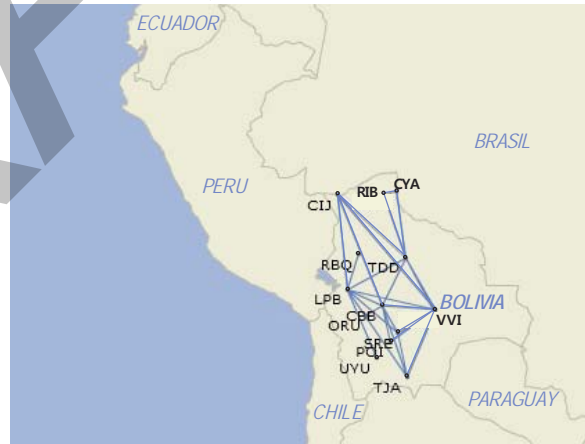 ECUADOR
BRASIL
PERU
RIB
CYA
CIJ
RBQ
TDD
LPB
BOLIVIA
CBB
VVI
ORU
SRE
POI
UYU
TJA
CHILE
PARAGUAY